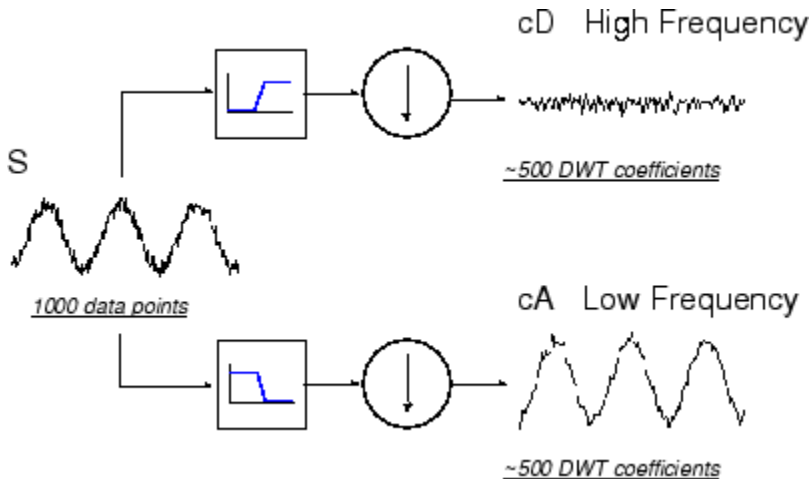 cD High Frequency
~500 DWT coefficients
S
1000 data points
cA Low Frequency
~500 DWT coefficients